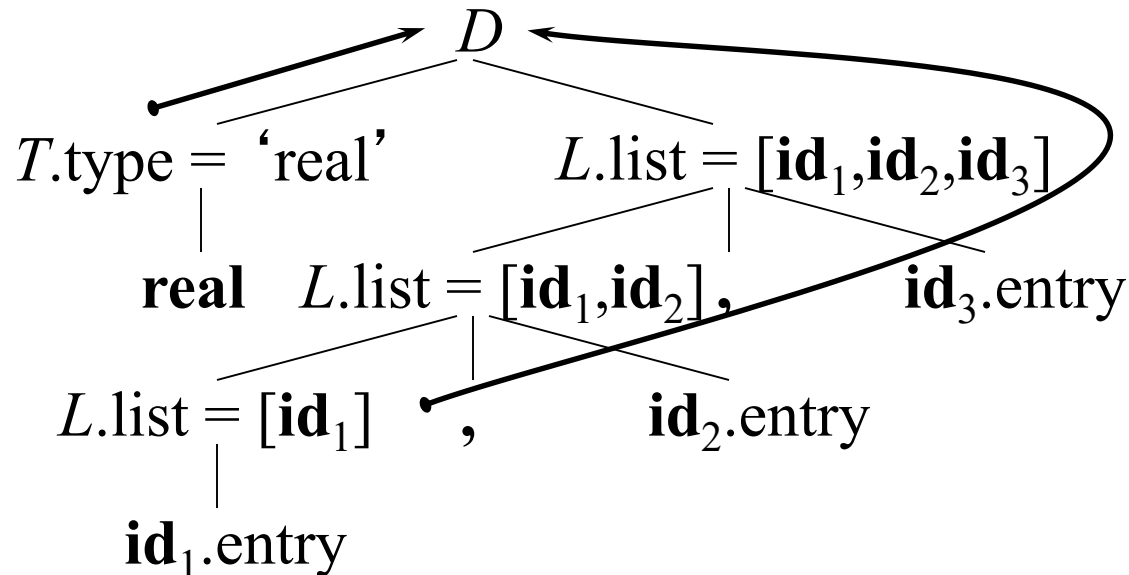 D
T.type = ‘real’ L.list = [id₁,id₂,id₃]
real L.list = [id₁,id₂] , id₃.entry
L.list = [id₁] , id₂.entry
id₁.entry